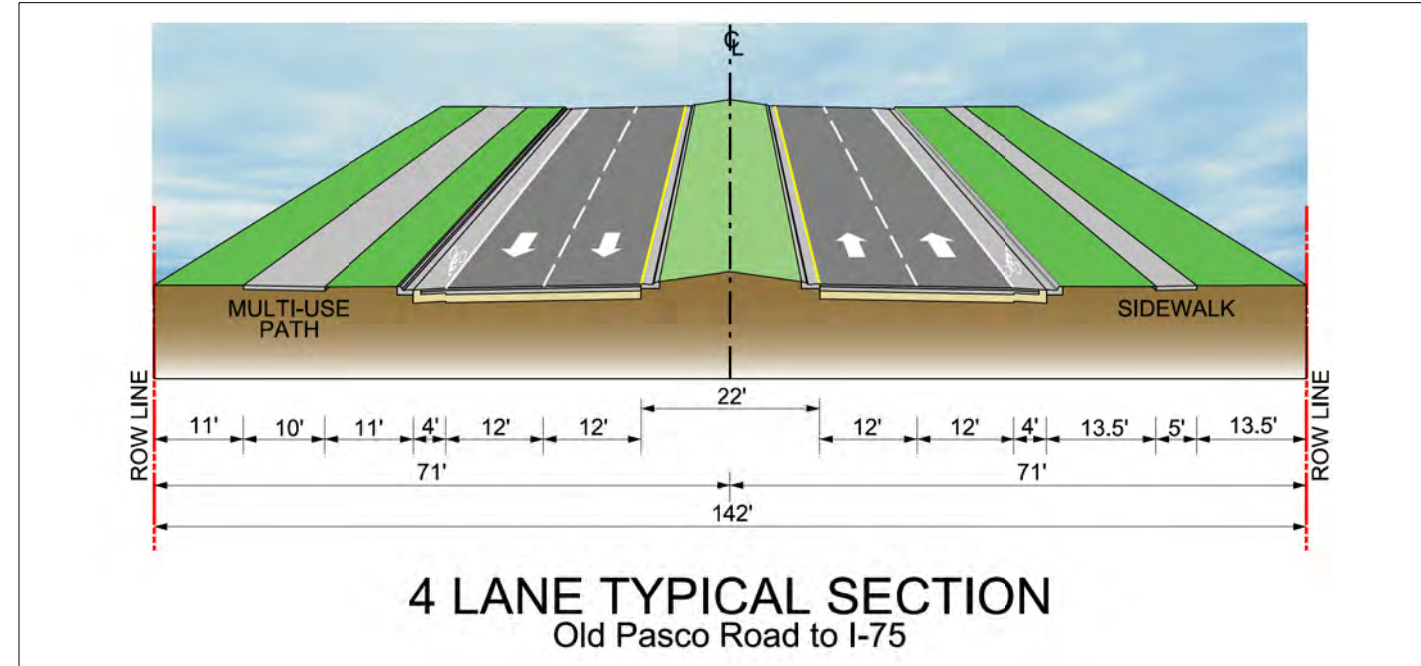 ℄
MULTI-USE
PATH
SIDEWALK
ROW LINE
ROW LINE
22'
11' 10' 11' 4' 12' 12' 12' 12' 4' 13.5' 5' 13.5'
71' 71'
142'
4 LANE TYPICAL SECTION
Old Pasco Road to I-75